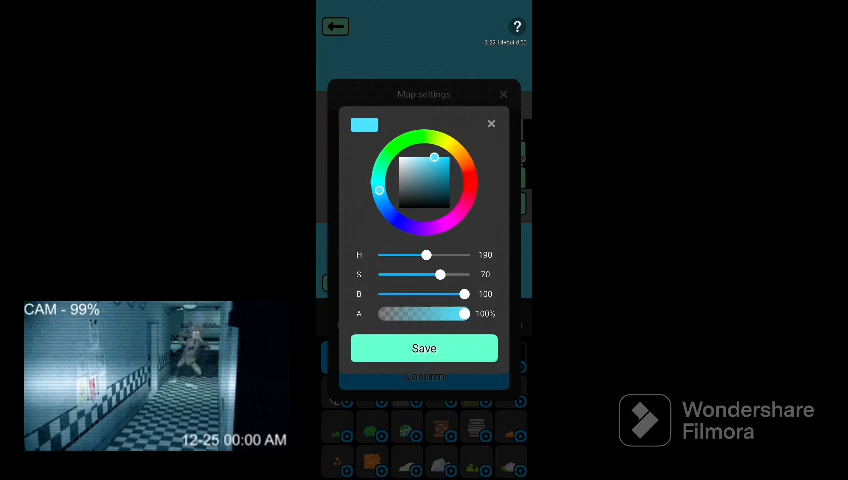 ?
Map settings
H 190
S 70
B 100
A 100%
Save
Confirm
CAM - 99%
12-25 00:00 AM
Wondershare
Filmora